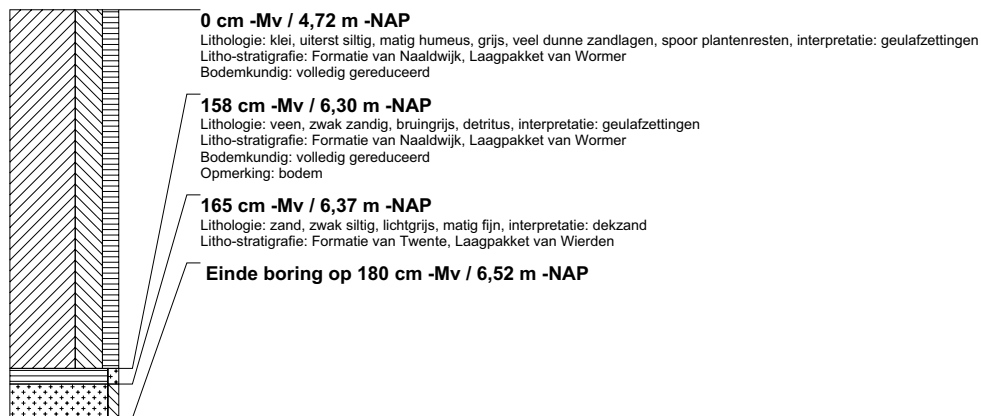 0 cm -Mv / 4,72 m -NAP
Lithologie: klei, uiterst siltig, matig humeus, grijs, veel dunne zandlagen, spoor plantenresten, interpretatie: geulafzettingen
Litho-stratigrafie: Formatie van Naaldwijk, Laagpakket van Wormer
Bodemkundig: volledig gereduceerd
158 cm -Mv / 6,30 m -NAP
Lithologie: veen, zwak zandig, bruingrijs, detritus, interpretatie: geulafzettingen
Litho-stratigrafie: Formatie van Naaldwijk, Laagpakket van Wormer
Bodemkundig: volledig gereduceerd
Opmerking: bodem
165 cm -Mv / 6,37 m -NAP
Lithologie: zand, zwak siltig, lichtgrijs, matig fijn, interpretatie: dekzand
Litho-stratigrafie: Formatie van Twente, Laagpakket van Wierden
Einde boring op 180 cm -Mv / 6,52 m -NAP